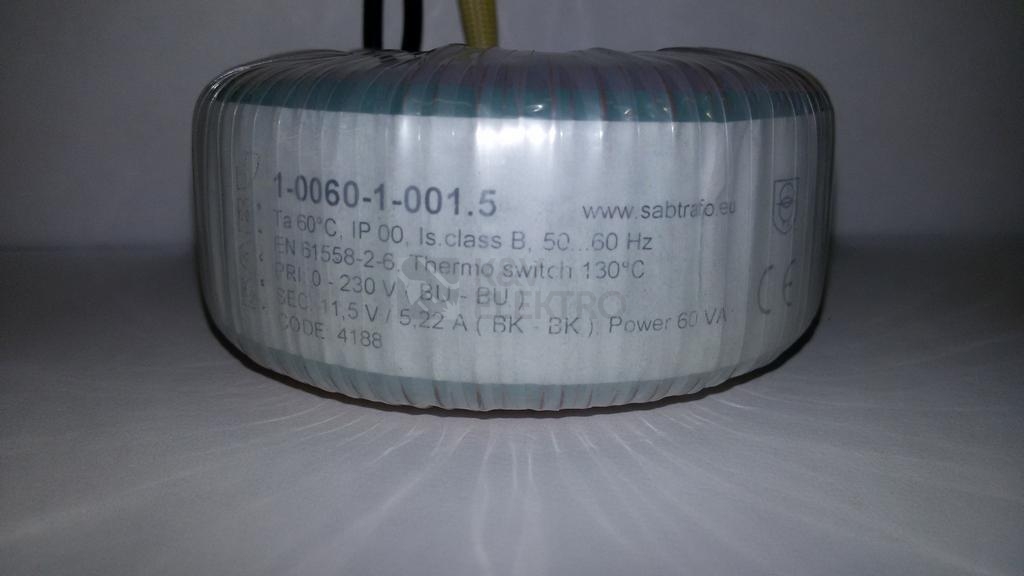 1-0060-1-001.5
www.sabtrafo.eu
Ta 60°C, IP 00, Is.class B, 50...60 Hz
EN 61558-2-6, Thermo switch 130°C
PRI: 0 - 230 V ( BU - BU )
SEC: 11,5 V / 5,22 A ( BK - BK ), Power 60 VA
CODE 4188
CE
K&V
ELEKTRO